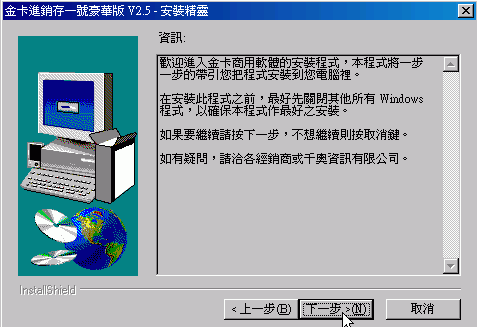 金卡進銷存一號豪華版 V2.5 - 安裝精靈
資訊:
歡迎進入金卡商用軟體的安裝程式，本程式將一步
一步的帶引您把程式安裝到您電腦裡。
在安裝此程式之前，最好先關閉其他所有 Windows
程式，以確保本程式作最好之安裝。
如果要繼續請按下一步，不想繼續則按取消鍵。
如有疑問，請洽各經銷商或千奧資訊有限公司。
InstallShield
< 上一步(B) 下一步 >(N) 取消